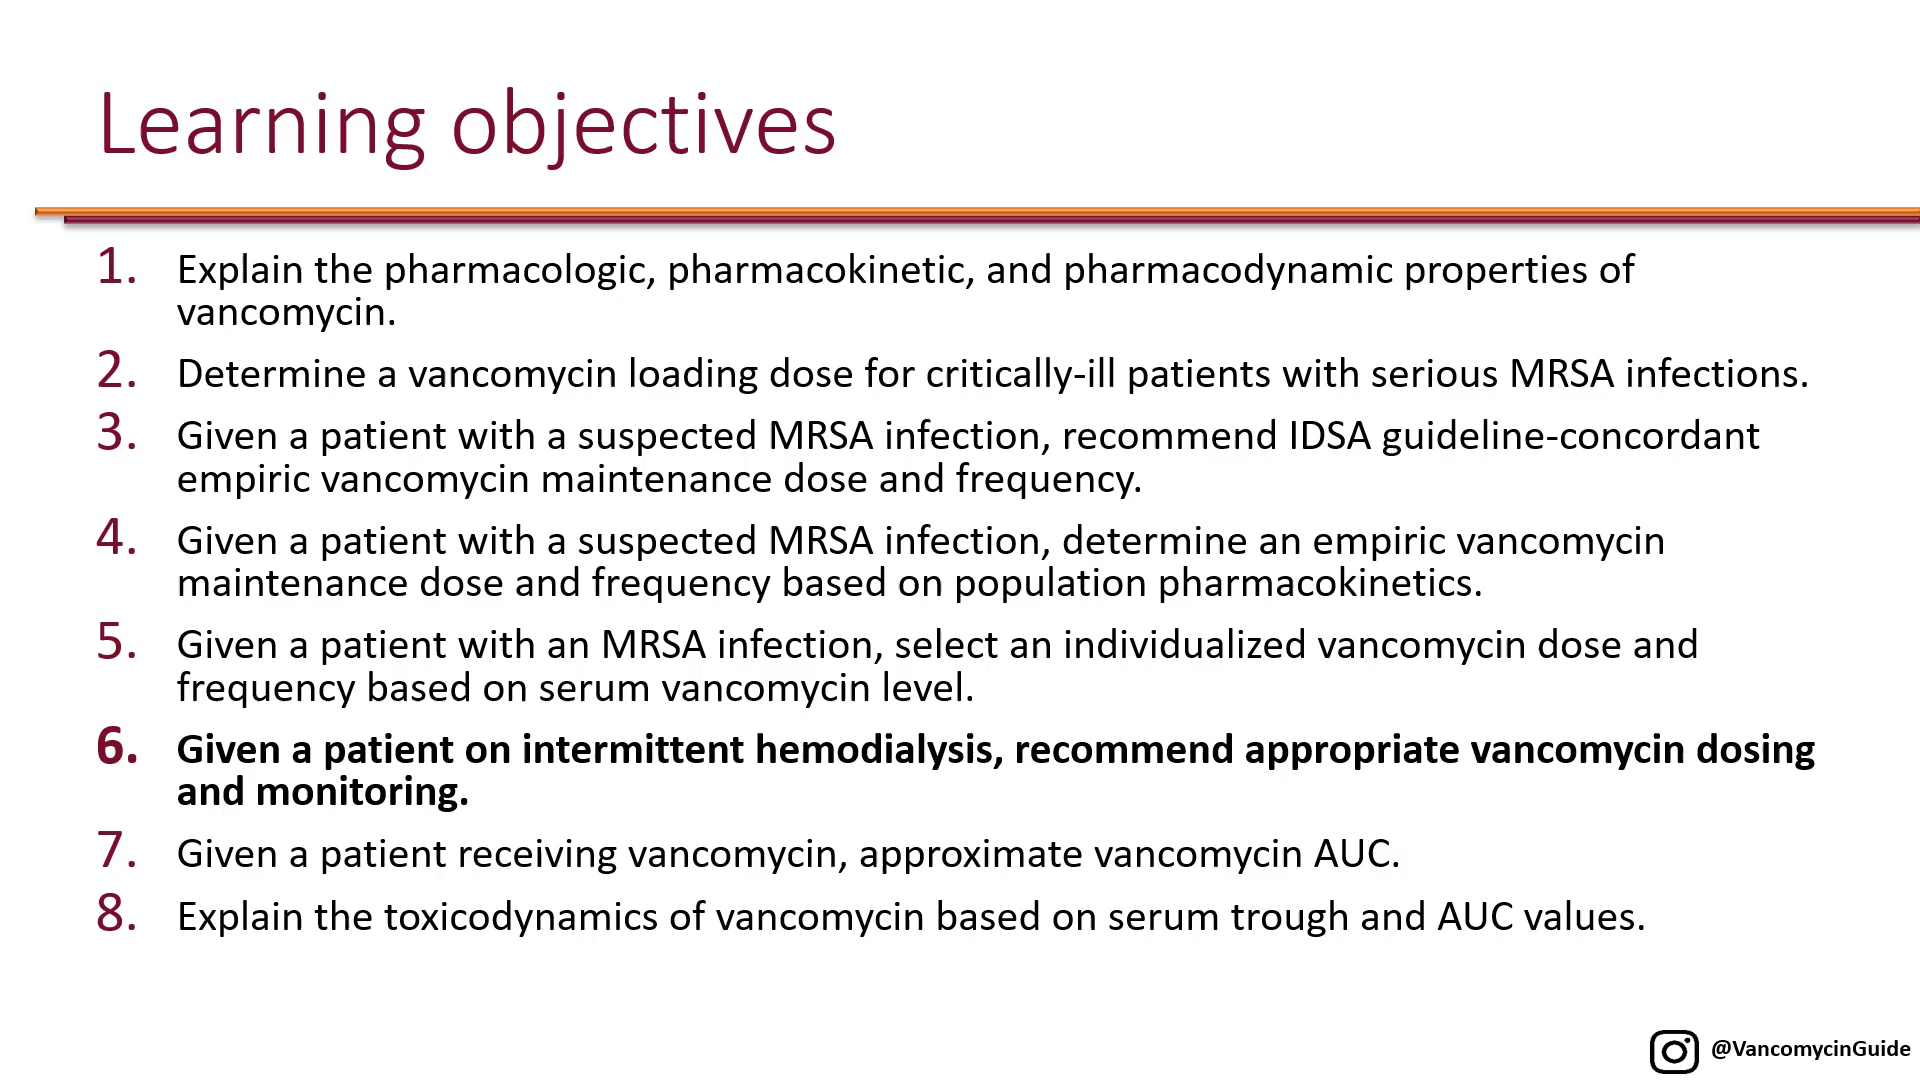 Learning objectives
1. Explain the pharmacologic, pharmacokinetic, and pharmacodynamic properties of
vancomycin.
2. Determine a vancomycin loading dose for critically-ill patients with serious MRSA infections.
3. Given a patient with a suspected MRSA infection, recommend IDSA guideline-concordant
empiric vancomycin maintenance dose and frequency.
4. Given a patient with a suspected MRSA infection, determine an empiric vancomycin
maintenance dose and frequency based on population pharmacokinetics.
5. Given a patient with an MRSA infection, select an individualized vancomycin dose and
frequency based on serum vancomycin level.
6. Given a patient on intermittent hemodialysis, recommend appropriate vancomycin dosing
and monitoring.
7. Given a patient receiving vancomycin, approximate vancomycin AUC.
8. Explain the toxicodynamics of vancomycin based on serum trough and AUC values.
@VancomycinGuide